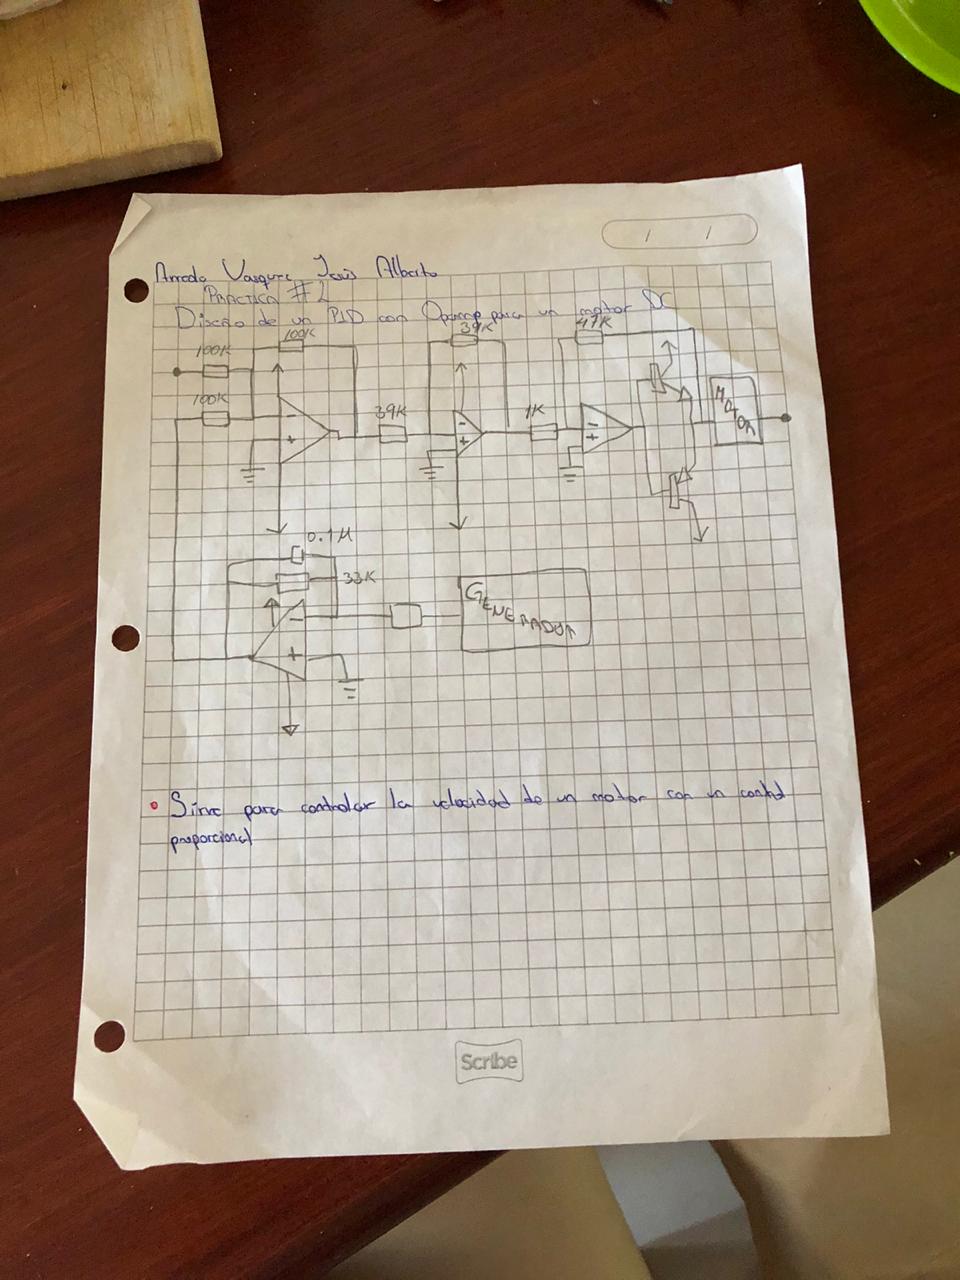 Vasquez Jesús Alberto
PRACTICA #2
Diseño de un PID con Opamp para un motor DC
100K
100K
39K
47K
100K
39K
1K
-
+
-
+
-
+
MOTOR
0.1M
33K
GENERADOR
-
+
• Sirve para controlar la velocidad de un motor con un control
proporcional
Scribe